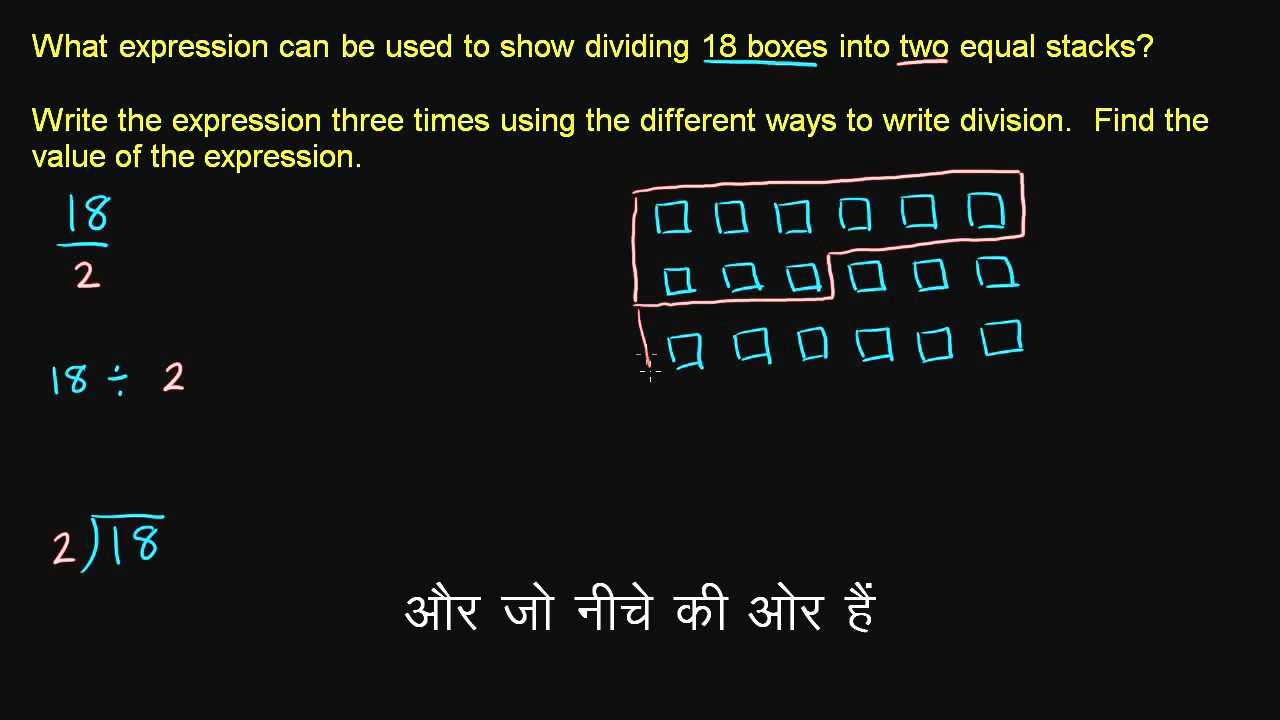 What expression can be used to show dividing 18 boxes into two equal stacks?
Write the expression three times using the different ways to write division. Find the
value of the expression.
18
2
18 ÷ 2
2)18
और जो नीचे की ओर हैं